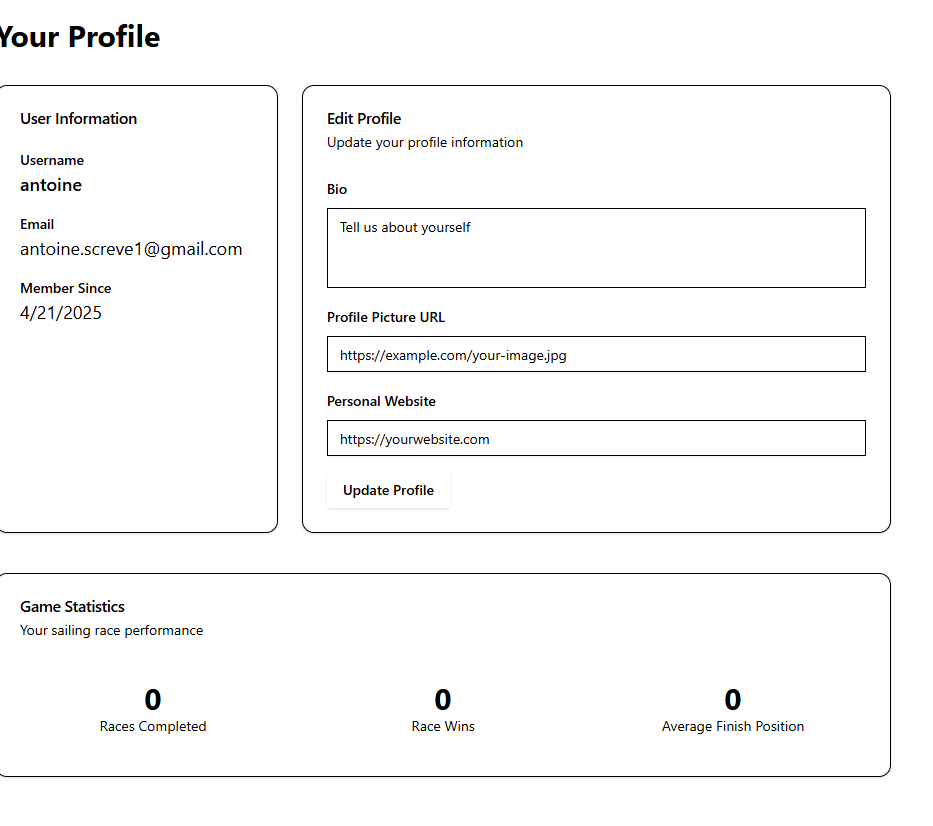 Your Profile
User Information
Username
antoine
Email
antoine.screve1@gmail.com
Member Since
4/21/2025
Edit Profile
Update your profile information
Bio
Tell us about yourself
Profile Picture URL
https://example.com/your-image.jpg
Personal Website
https://yourwebsite.com
Update Profile
Game Statistics
Your sailing race performance
0
Races Completed
0
Race Wins
0
Average Finish Position